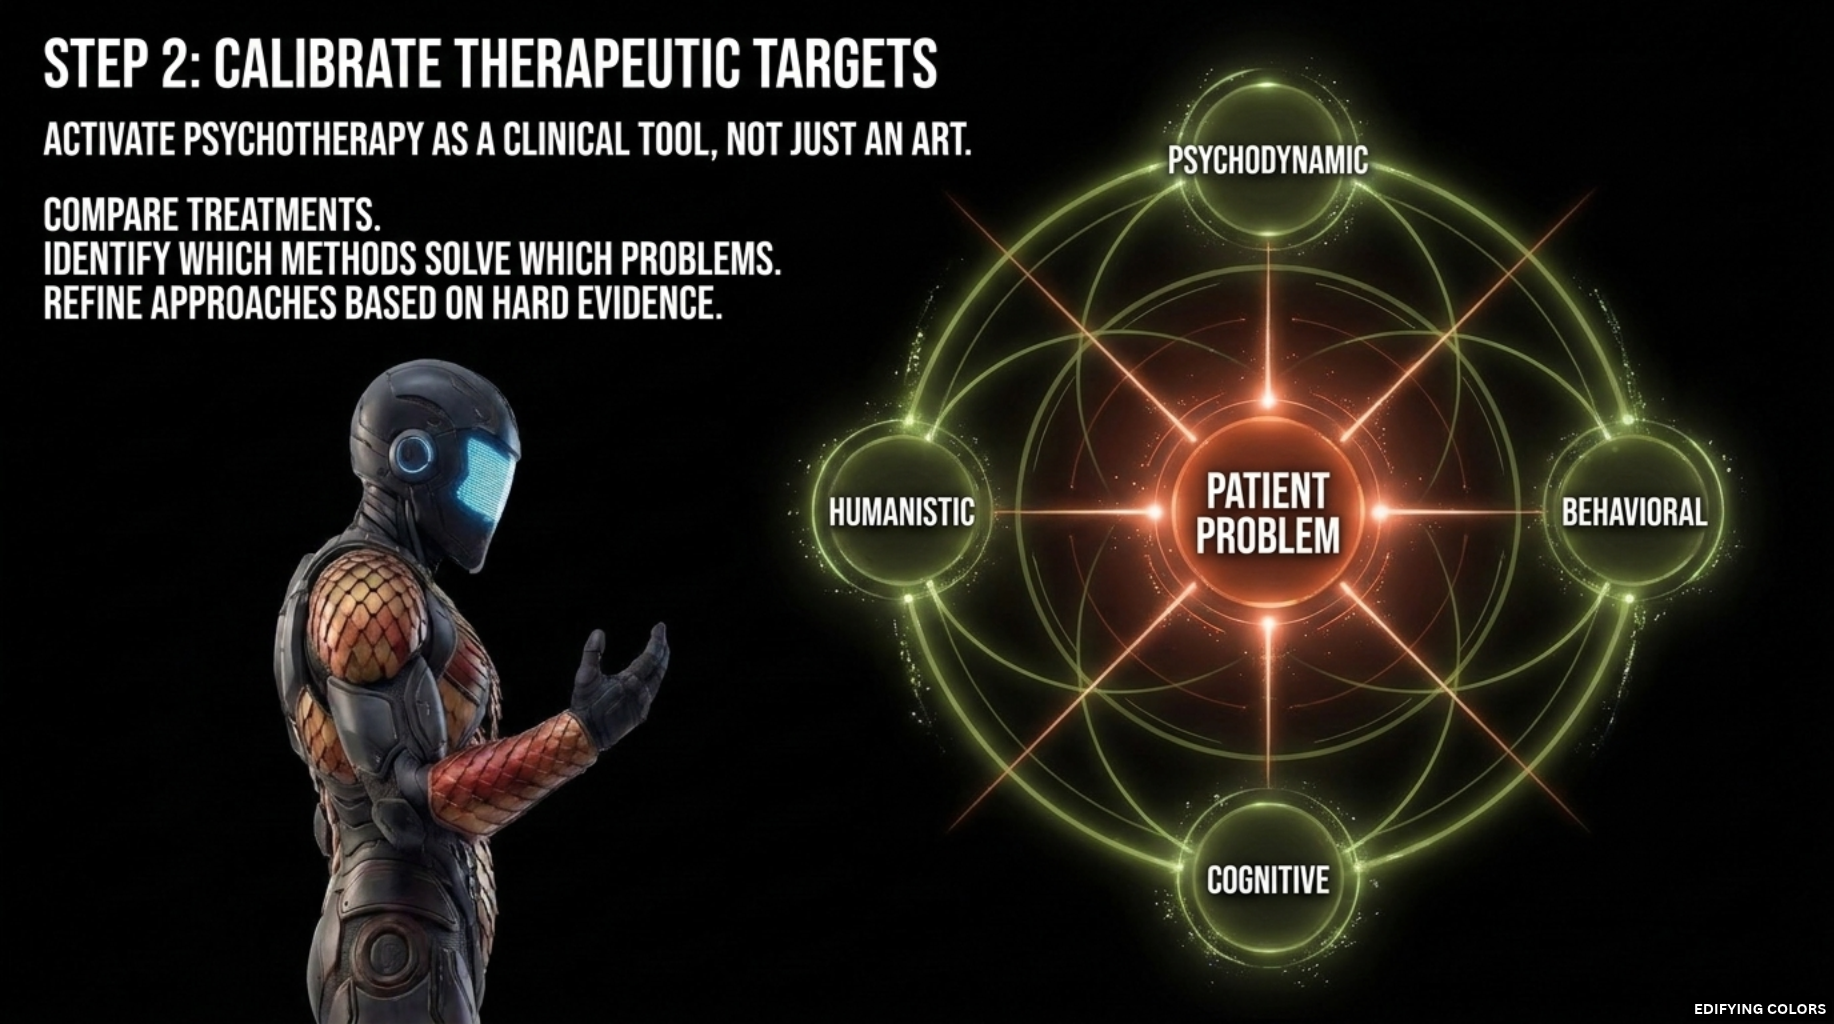 STEP 2: CALIBRATE THERAPEUTIC TARGETS
ACTIVATE PSYCHOTHERAPY AS A CLINICAL TOOL, NOT JUST AN ART.
COMPARE TREATMENTS.
IDENTIFY WHICH METHODS SOLVE WHICH PROBLEMS.
REFINE APPROACHES BASED ON HARD EVIDENCE.
PSYCHODYNAMIC
HUMANISTIC
PATIENT
PROBLEM
BEHAVIORAL
COGNITIVE
EDIFYING COLORS